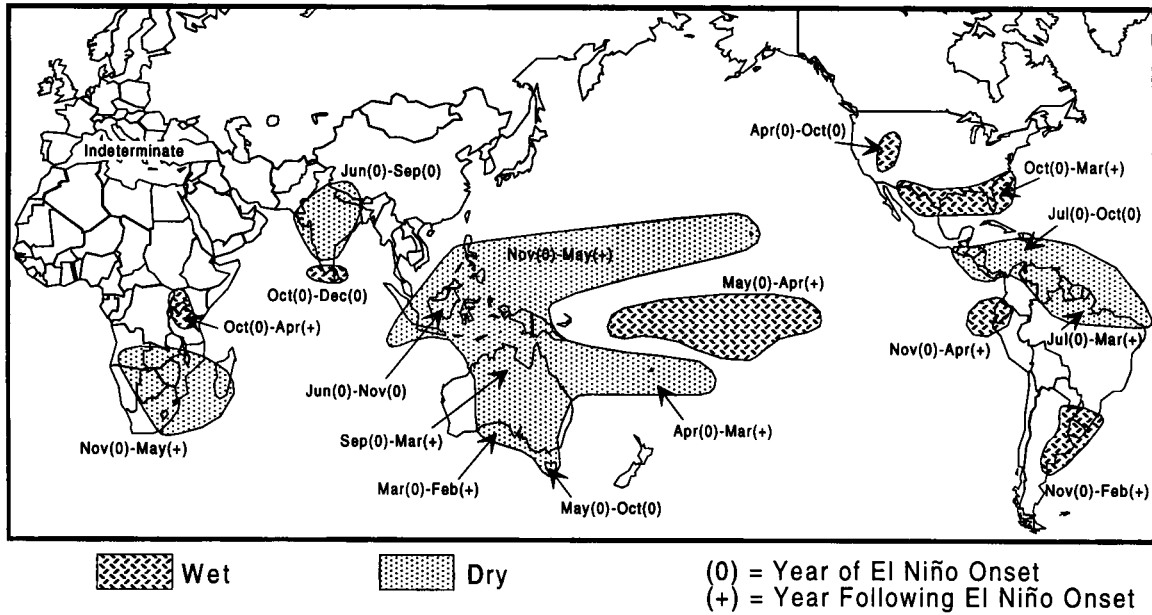 Apr(0)-Oct(0)
Indeterminate
Jun(0)-Sep(0)
Oct(0)-Mar(+)
Jul(0)-Oct(0)
Nov(0)-May(+)
May(0)-Apr(+)
Oct(0)-Dec(0)
Oct(0)-Apr(+)
Nov(0)-Apr(+)
Jul(0)-Mar(+)
Jun(0)-Nov(0)
Sep(0)-Mar(+)
Apr(0)-Mar(+)
Nov(0)-May(+)
Mar(0)-Feb(+)
May(0)-Oct(0)
Nov(0)-Feb(+)
Wet
Dry
(0) = Year of El Niño Onset
(+) = Year Following El Niño Onset